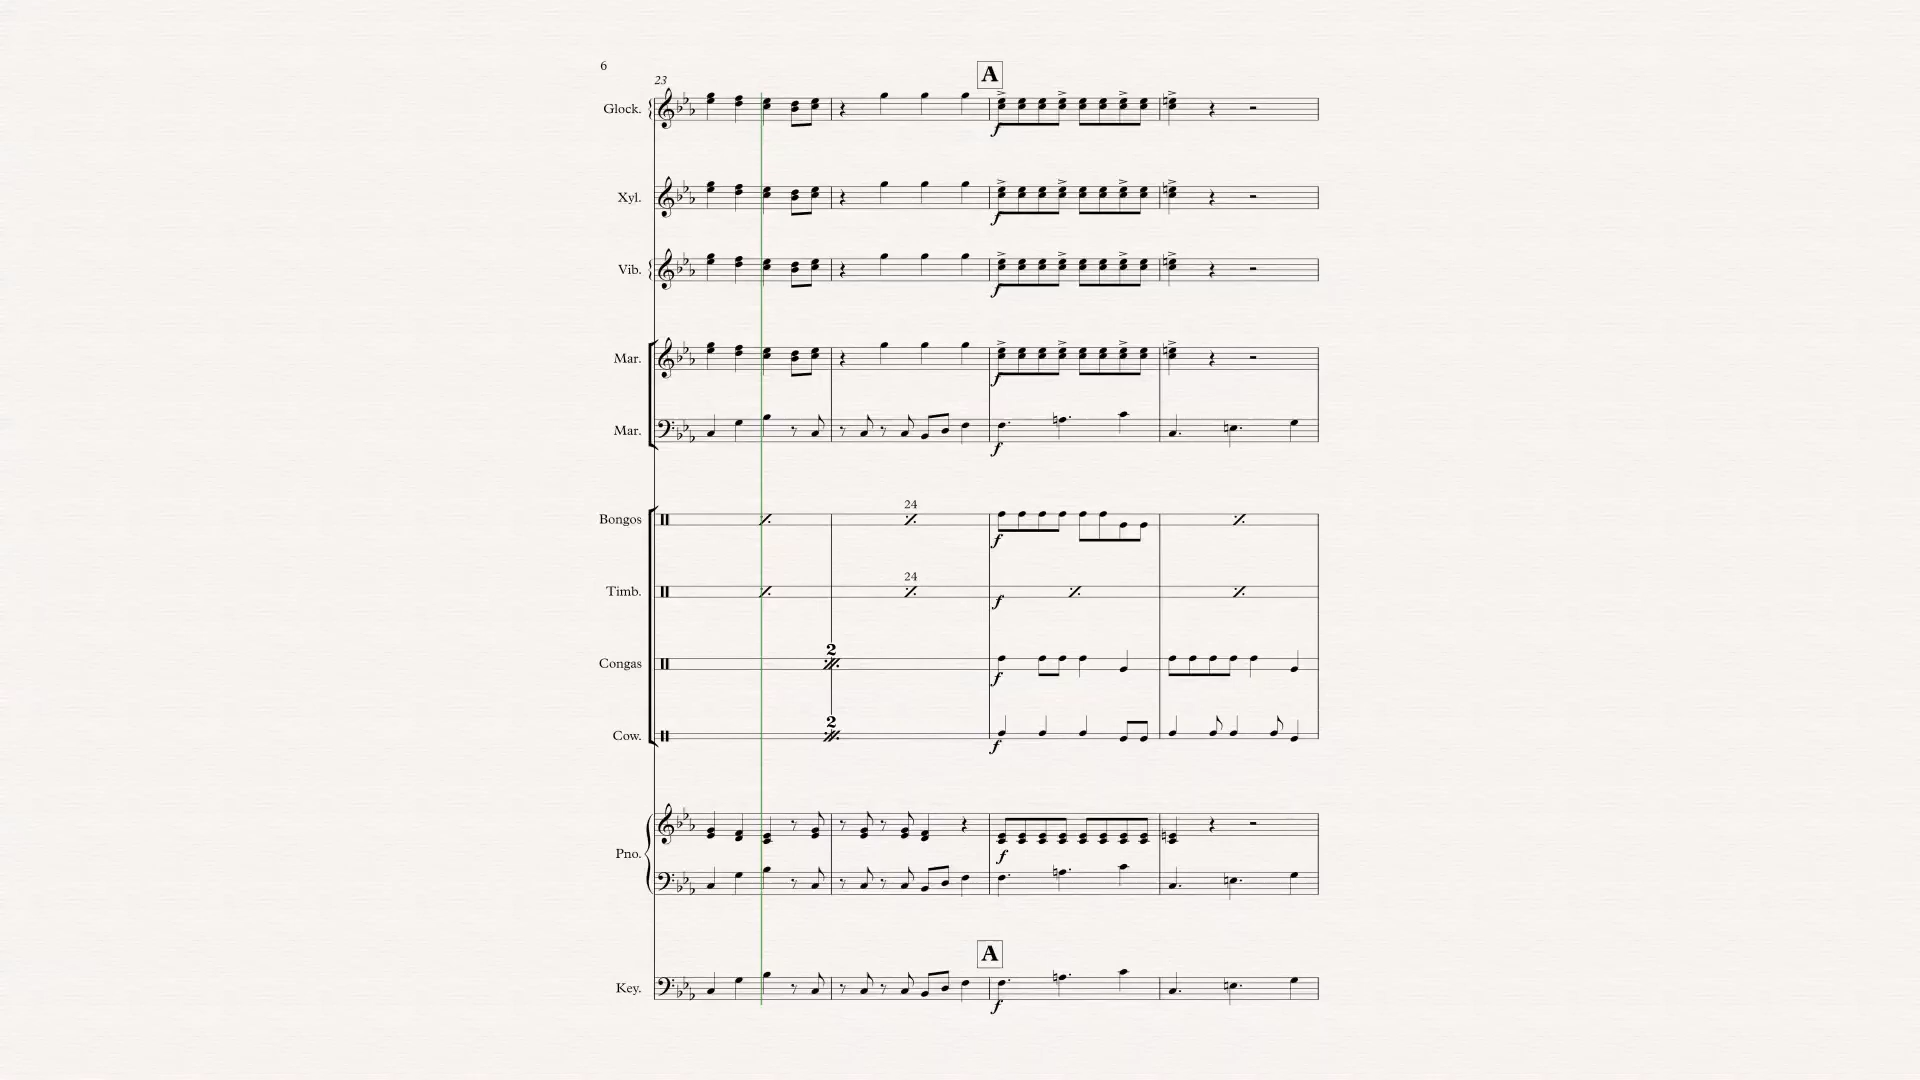 6
A
23
Glock.
f
Xyl.
f
Vib.
f
Mar.
f
Mar.
f
24
Bongos
f
24
Timb.
f
2
Congas
f
2
Cow.
f
Pno.
f
A
Key.
f